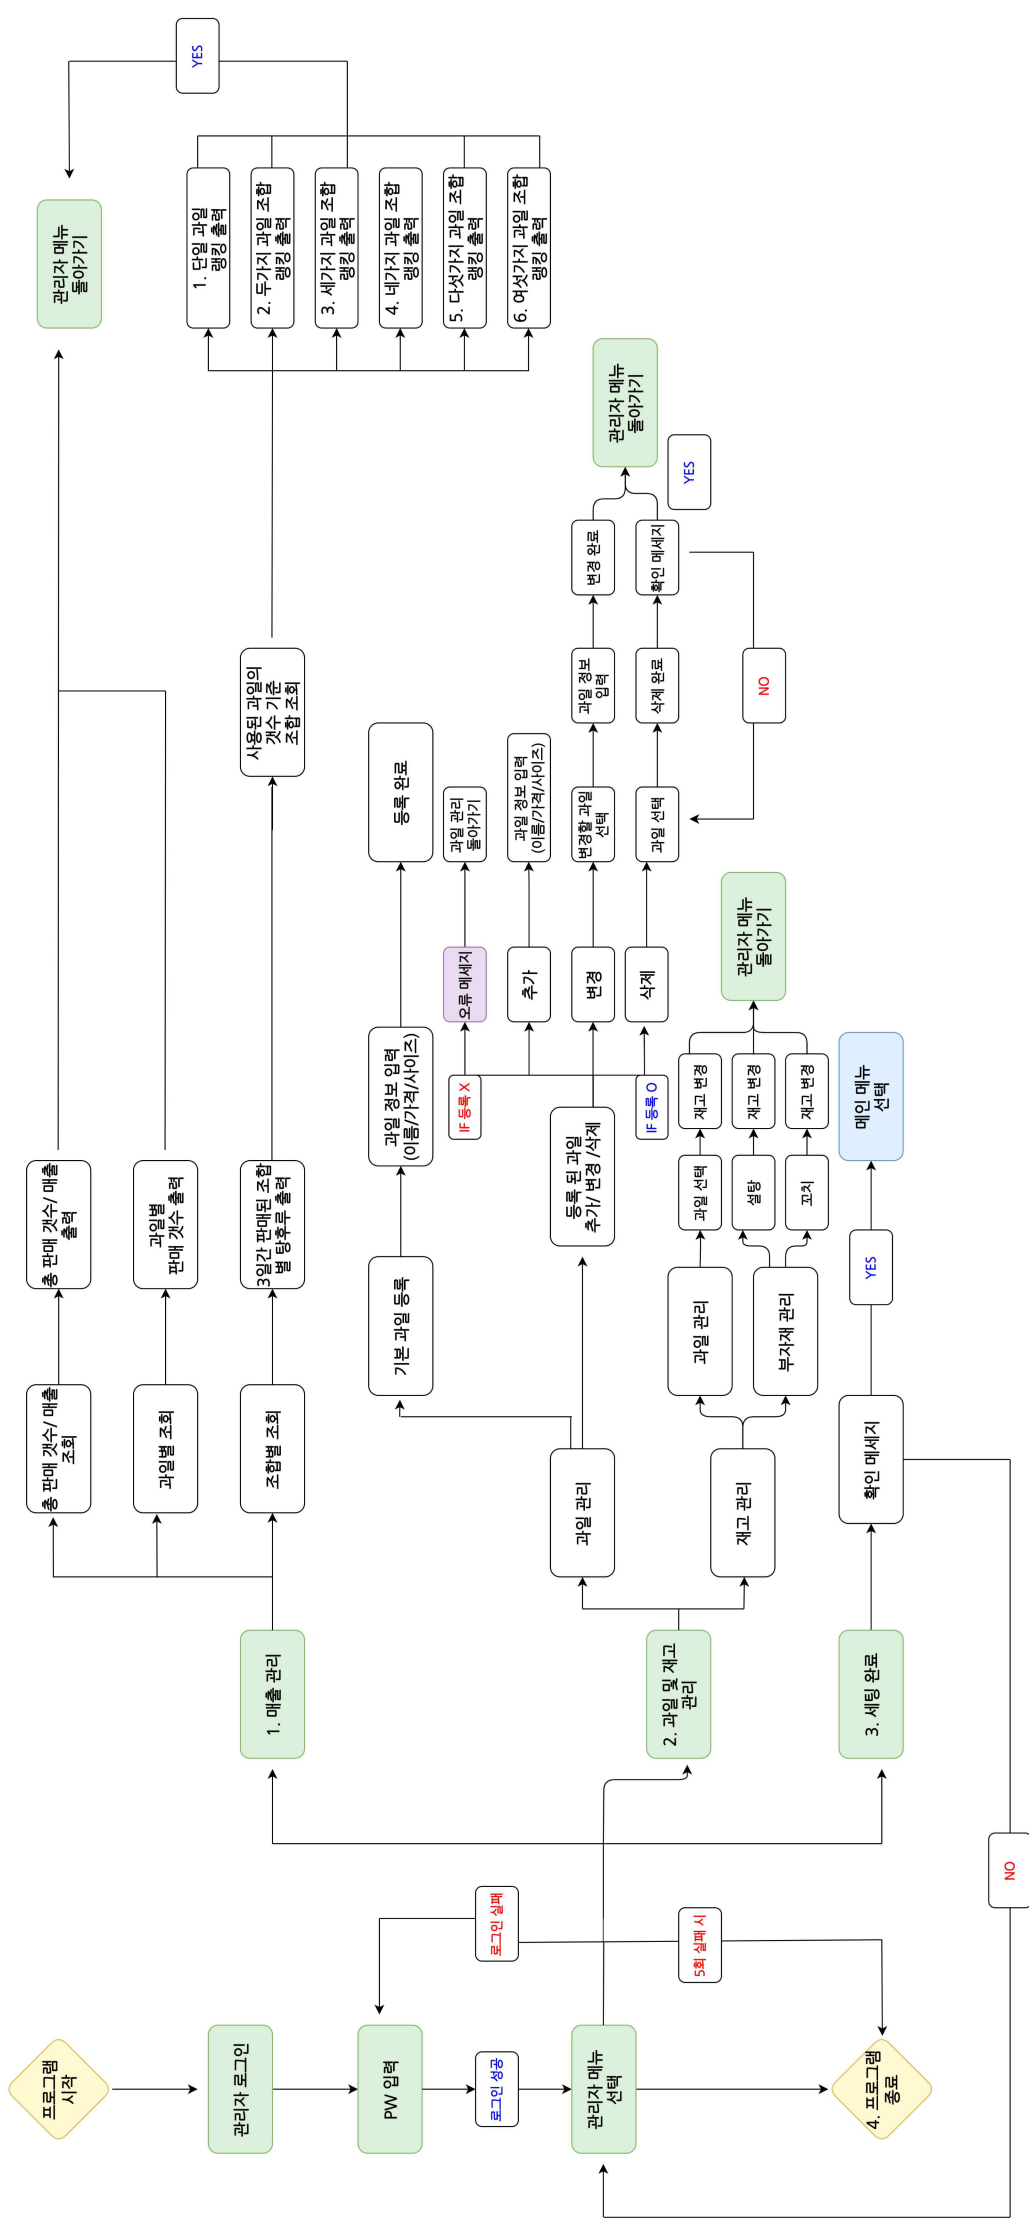 프로그램
시작
관리자 로그인
PW 입력
로그인 성공
로그인 실패
5회 실패 시
관리자 메뉴
선택
4. 프로그램
종료
NO
1. 매출 관리
총 판매 갯수/ 매출
조회
총 판매 갯수/ 매출
출력
과일별 조회
과일별
판매 갯수 출력
조합별 조회
3일간 판매된 조합
별 탕후루 출력
사용된 과일의
갯수 기준
조합 조회
1. 단일 과일
랭킹 출력
2. 두가지 과일 조합
랭킹 출력
3. 세가지 과일 조합
랭킹 출력
4. 네가지 과일 조합
랭킹 출력
5. 다섯가지 과일 조합
랭킹 출력
6. 여섯가지 과일 조합
랭킹 출력
YES
관리자 메뉴
돌아가기
2. 과일 및 재고
관리
과일 관리
기본 과일 등록
과일 정보 입력
(이름/가격/사이즈)
등록 완료
등록 된 과일
추가/ 변경 /삭제
IF 등록 X
오류 메세지
과일 관리
돌아가기
추가
과일 정보 입력
(이름/가격/사이즈)
IF 등록 O
변경
변경할 과일
선택
과일 정보
입력
변경 완료
삭제
과일 선택
삭제 완료
확인 메세지
관리자 메뉴
돌아가기
YES
NO
재고 관리
과일 관리
과일 선택
재고 변경
부자재 관리
설탕
재고 변경
꼬치
재고 변경
관리자 메뉴
돌아가기
3. 세팅 완료
확인 메세지
YES
메인 메뉴
선택